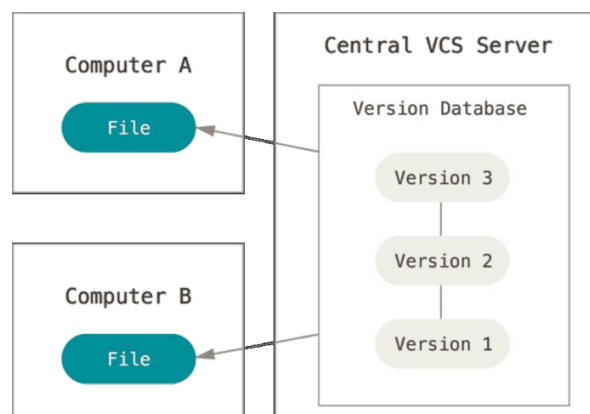 Computer A
File
Computer B
File
Central VCS Server
Version Database
Version 3
Version 2
Version 1